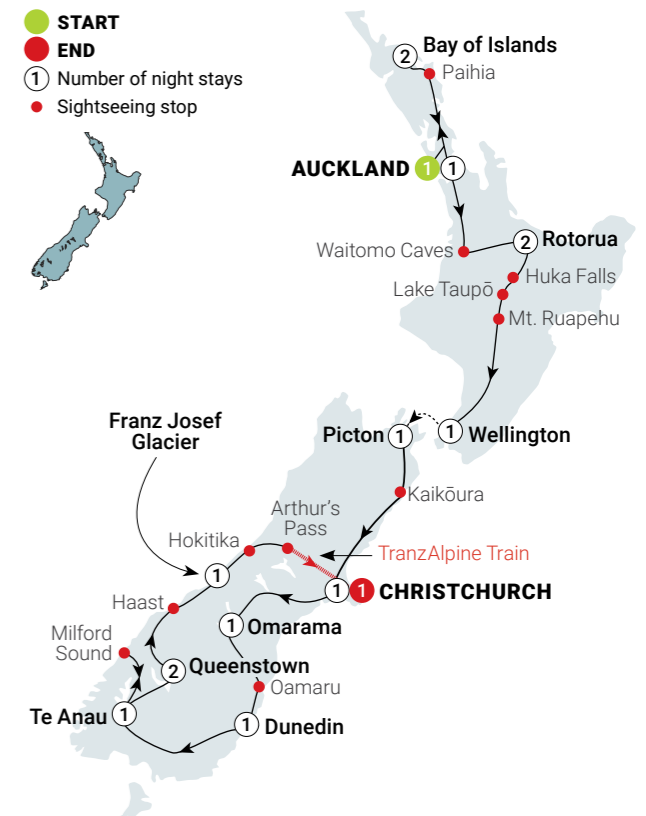 START
END
1 Number of night stays
Sightseeing stop
2 Bay of Islands
Paihia
AUCKLAND 1 1
Waitomo Caves
2 Rotorua
Huka Falls
Lake Taupō
Mt. Ruapehu
Franz Josef
Glacier
Picton 1
1 Wellington
Kaikōura
Arthur's
Pass
Hokitika
TranzAlpine Train
1
1 1 CHRISTCHURCH
Haast
1 Omarama
Milford
Sound
2 Queenstown
Oamaru
Te Anau 1
1 Dunedin